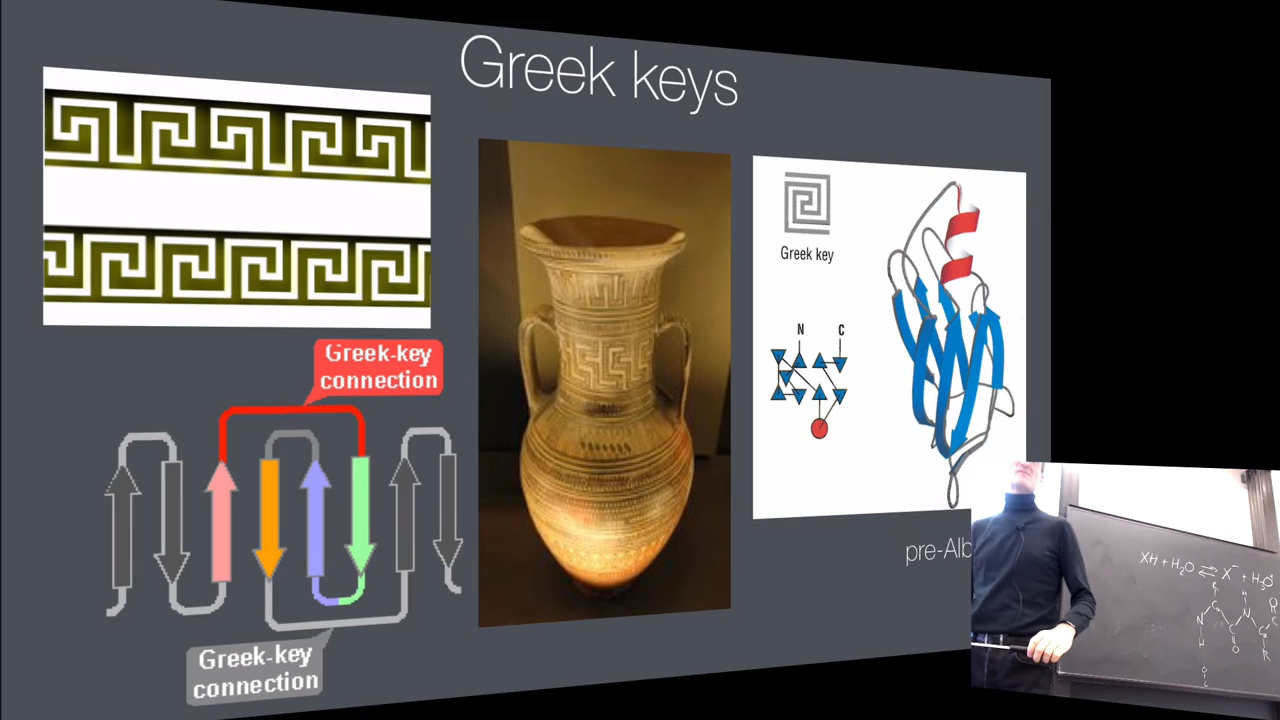 Greek keys
Greek-key
connection
Greek-key
connection
Greek key
N C
pre-Alb
XH + H₂O ⇌ X⁻ + H₃O
R
H
N
C
N
C
O
C
H
O
R